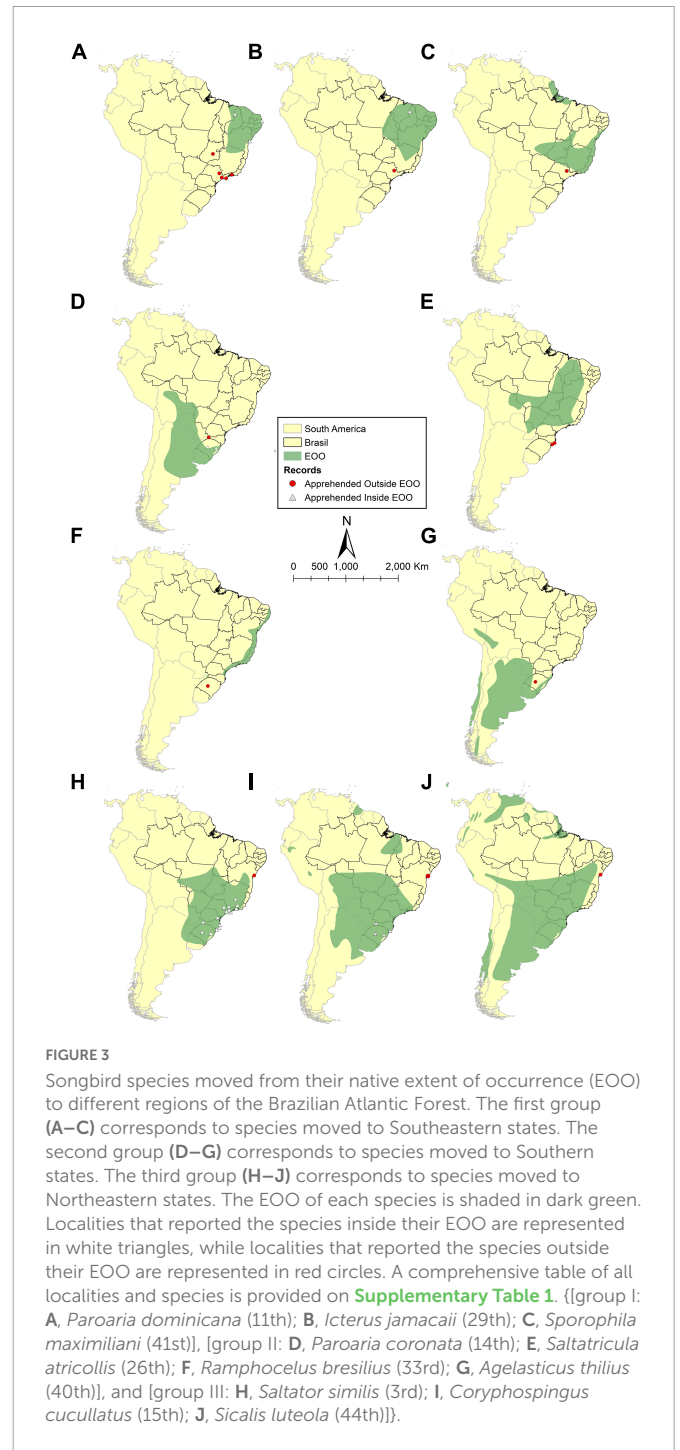 A
B
C
D
E
South America
Brasil
EOO
Records
Apprehended Outside EOO
Apprehended Inside EOO
N
0 500 1,000 2,000 Km
F
G
H
I
J
FIGURE 3
Songbird species moved from their native extent of occurrence (EOO)
to different regions of the Brazilian Atlantic Forest. The first group
(A–C) corresponds to species moved to Southeastern states. The
second group (D–G) corresponds to species moved to Southern
states. The third group (H–J) corresponds to species moved to
Northeastern states. The EOO of each species is shaded in dark green.
Localities that reported the species inside their EOO are represented
in white triangles, while localities that reported the species outside
their EOO are represented in red circles. A comprehensive table of all
localities and species is provided on Supplementary Table 1. {[group I:
A, Paroaria dominicana (11th); B, Icterus jamacaii (29th); C, Sporophila
maximiliani (41st)], [group II: D, Paroaria coronata (14th); E, Saltatricula
atricollis (26th); F, Ramphocelus bresilius (33rd); G, Agelasticus thilius
(40th)], and [group III: H, Saltator similis (3rd); I, Coryphospingus
cucullatus (15th); J, Sicalis luteola (44th)]}.